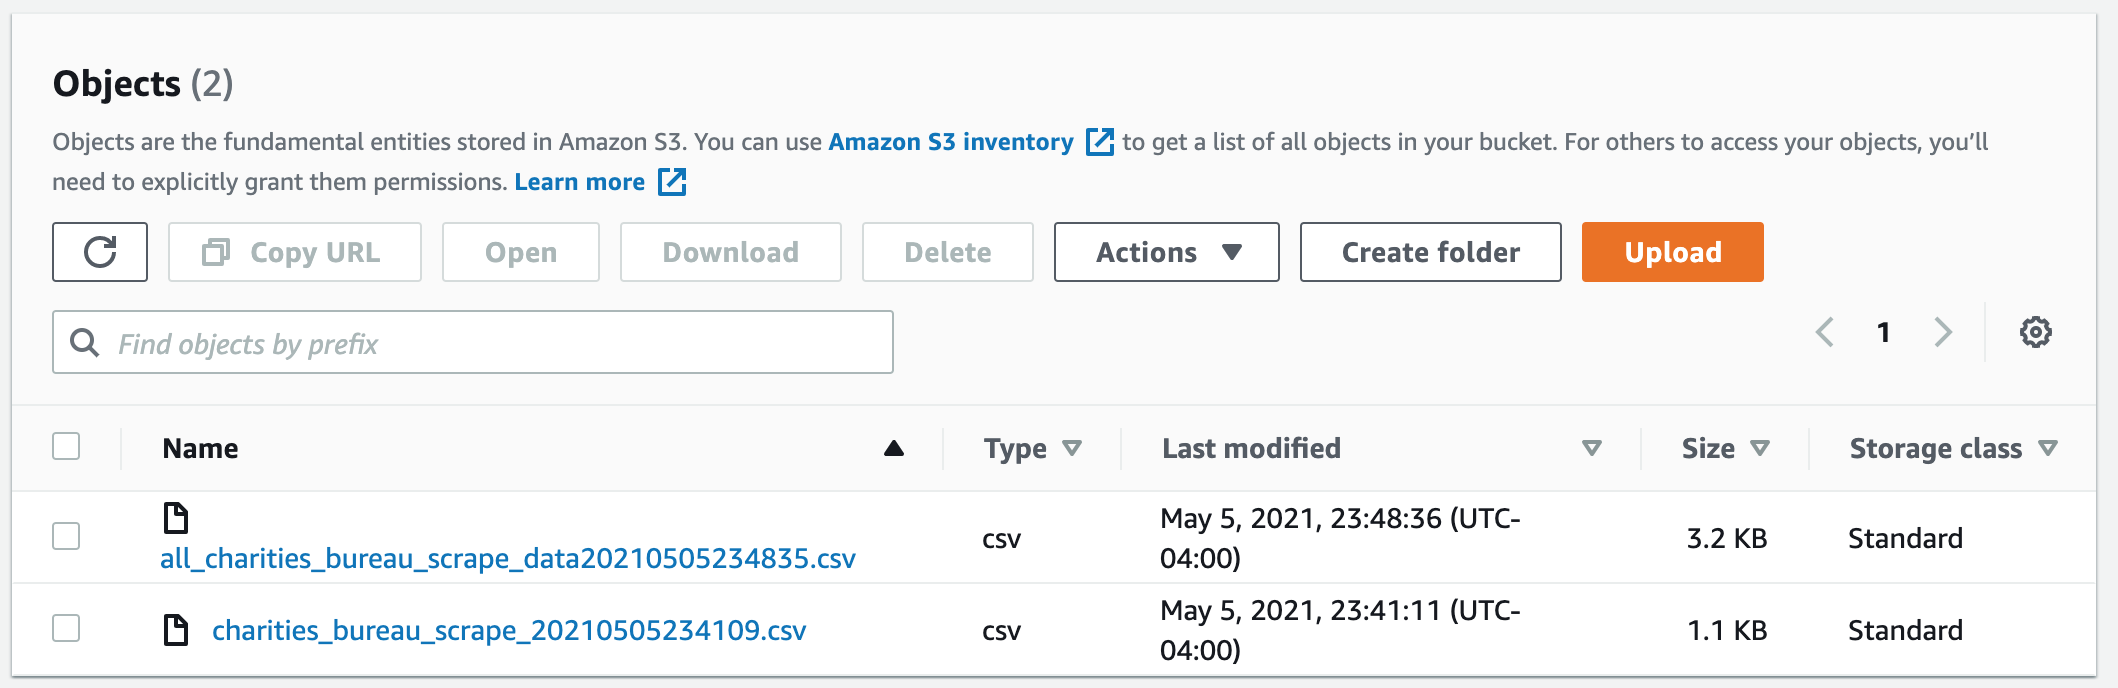 Objects (2)
Objects are the fundamental entities stored in Amazon S3. You can use Amazon S3 inventory to get a list of all objects in your bucket. For others to access your objects, you’ll
need to explicitly grant them permissions. Learn more
Copy URL Open Download Delete Actions Create folder Upload
Find objects by prefix 1
Name Type Last modified Size Storage class
all_charities_bureau_scrape_data20210505234835.csv csv May 5, 2021, 23:48:36 (UTC-
04:00) 3.2 KB Standard
charities_bureau_scrape_20210505234109.csv csv May 5, 2021, 23:41:11 (UTC-
04:00) 1.1 KB Standard